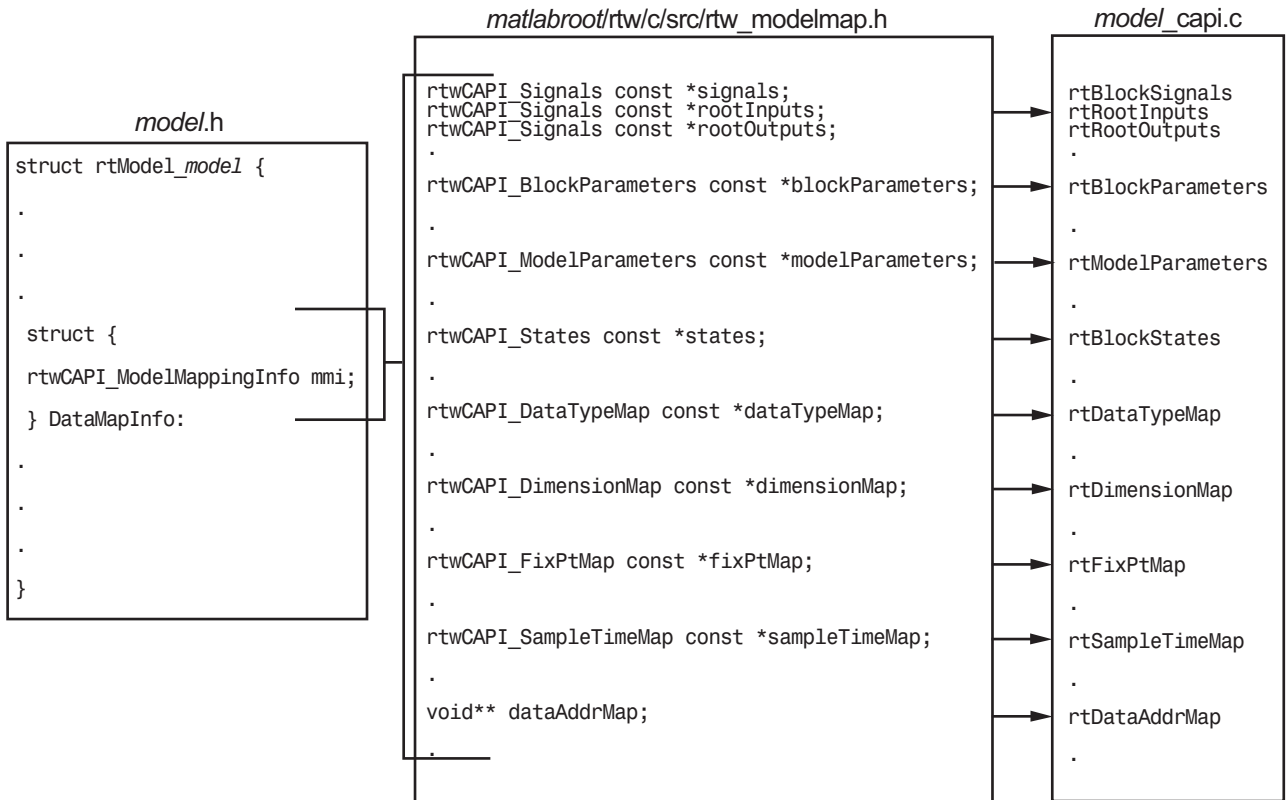 model.h
struct rtModel_model {
.
.
.
struct {
rtwCAPI_ModelMappingInfo mmi;
} DataMapInfo:
.
.
.
}
matlabroot/rtw/c/src/rtw_modelmap.h
rtwCAPI_Signals const *signals;
rtwCAPI_Signals const *rootInputs;
rtwCAPI_Signals const *rootOutputs;
.
rtwCAPI_BlockParameters const *blockParameters;
.
rtwCAPI_ModelParameters const *modelParameters;
.
rtwCAPI_States const *states;
.
rtwCAPI_DataTypeMap const *dataTypeMap;
.
rtwCAPI_DimensionMap const *dimensionMap;
.
rtwCAPI_FixPtMap const *fixPtMap;
.
rtwCAPI_SampleTimeMap const *sampleTimeMap;
.
void** dataAddrMap;
.
model_capi.c
rtBlockSignals
rtRootInputs
rtRootOutputs
.
rtBlockParameters
.
rtModelParameters
.
rtBlockStates
.
rtDataTypeMap
.
rtDimensionMap
.
rtFixPtMap
.
rtSampleTimeMap
.
rtDataAddrMap
.